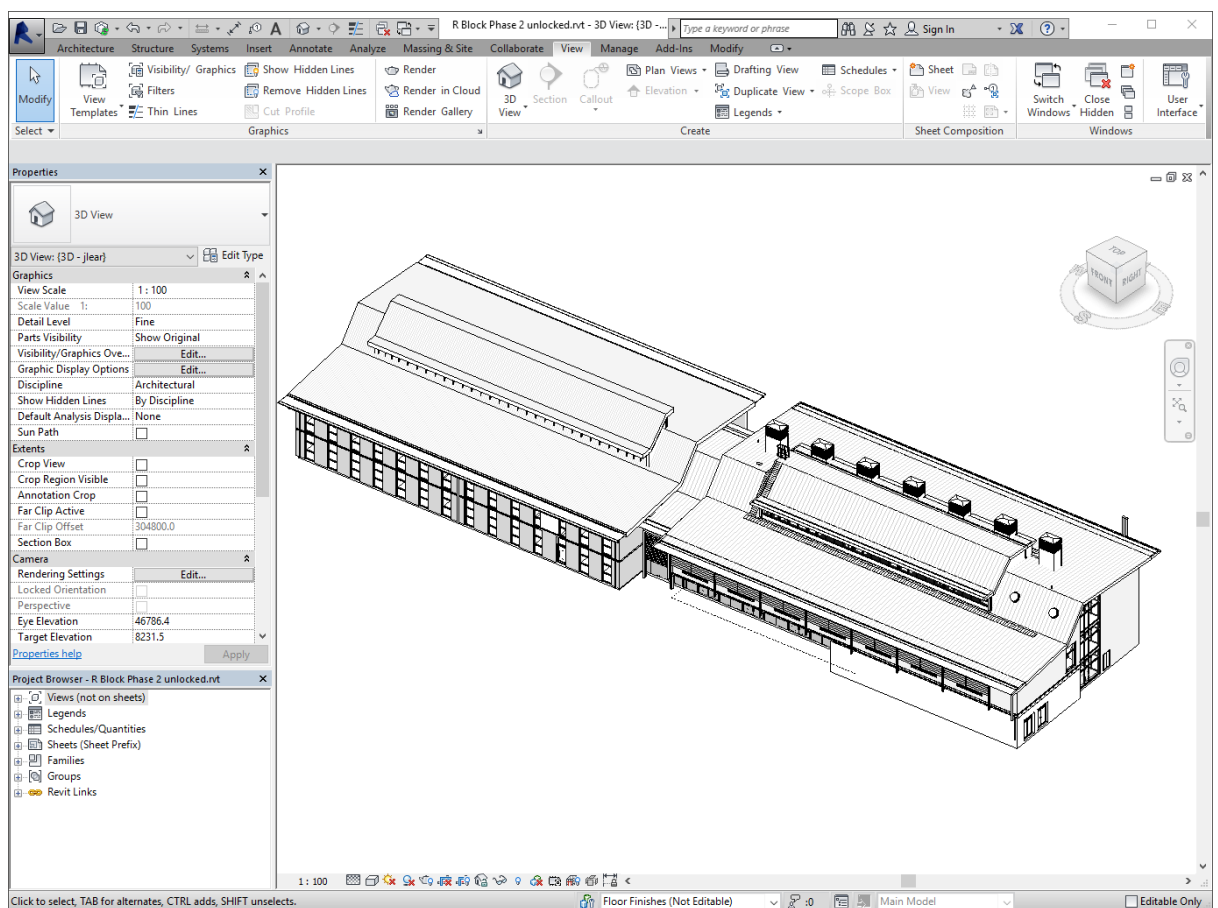 R Block Phase 2 unlocked.rvt - 3D View: {3D -... Type a keyword or phrase Sign In
Architecture Structure Systems Insert Annotate Analyze Massing & Site Collaborate View Manage Add-Ins Modify
Visibility/ Graphics Show Hidden Lines Render Plan Views Drafting View Schedules Sheet
Filters Remove Hidden Lines Render in Cloud Elevation Duplicate View Scope Box View
Modify View Templates Thin Lines Cut Profile Render Gallery 3D View Section Callout Legends Switch Windows Close Hidden User Interface
Select Graphics Create Sheet Composition Windows
Properties
3D View
3D View: {3D - jlear} Edit Type
Graphics
View Scale 1 : 100
Scale Value 1: 100
Detail Level Fine
Parts Visibility Show Original
Visibility/Graphics Ove... Edit...
Graphic Display Options Edit...
Discipline Architectural
Show Hidden Lines By Discipline
Default Analysis Displa... None
Sun Path
Extents
Crop View
Crop Region Visible
Annotation Crop
Far Clip Active
Far Clip Offset 304800.0
Section Box
Camera
Rendering Settings Edit...
Locked Orientation
Perspective
Eye Elevation 46786.4
Target Elevation 8231.5
Properties help Apply
Project Browser - R Block Phase 2 unlocked.rvt
Views (not on sheets)
Legends
Schedules/Quantities
Sheets (Sheet Prefix)
Families
Groups
Revit Links
TOP
FRONT RIGHT
1 : 100
Click to select, TAB for alternates, CTRL adds, SHIFT unselects. Floor Finishes (Not Editable) :0 Main Model Editable Only